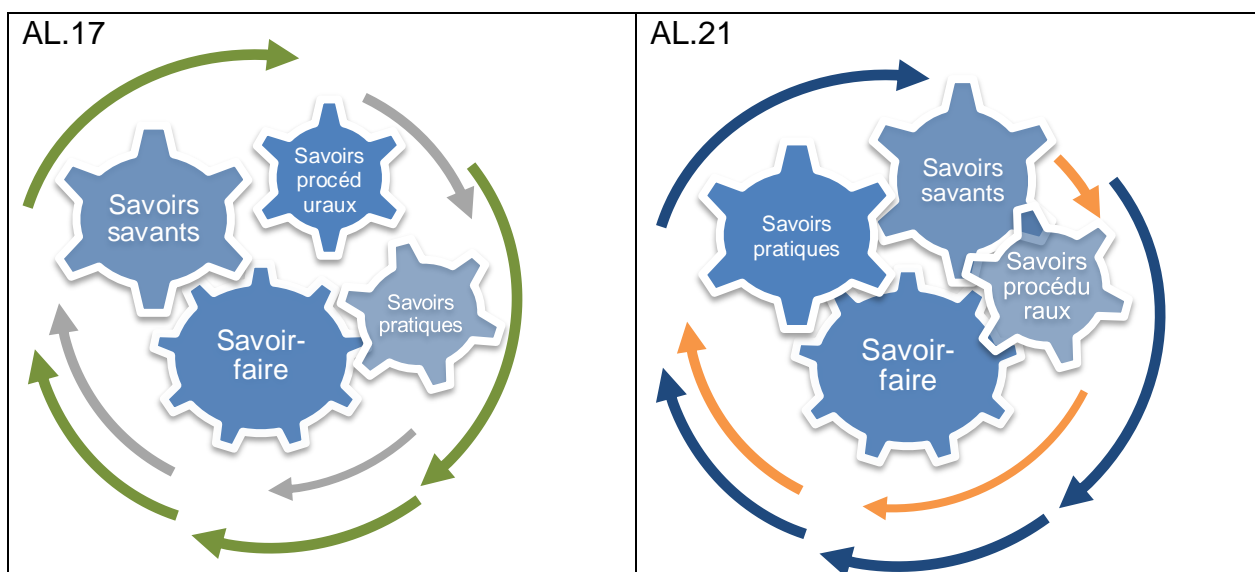 AL.17
Savoirs
savants
Savoirs
procéd
uraux
Savoirs
pratiques
Savoir-
faire
AL.21
Savoirs
pratiques
Savoirs
savants
Savoirs
procédu
raux
Savoir-
faire